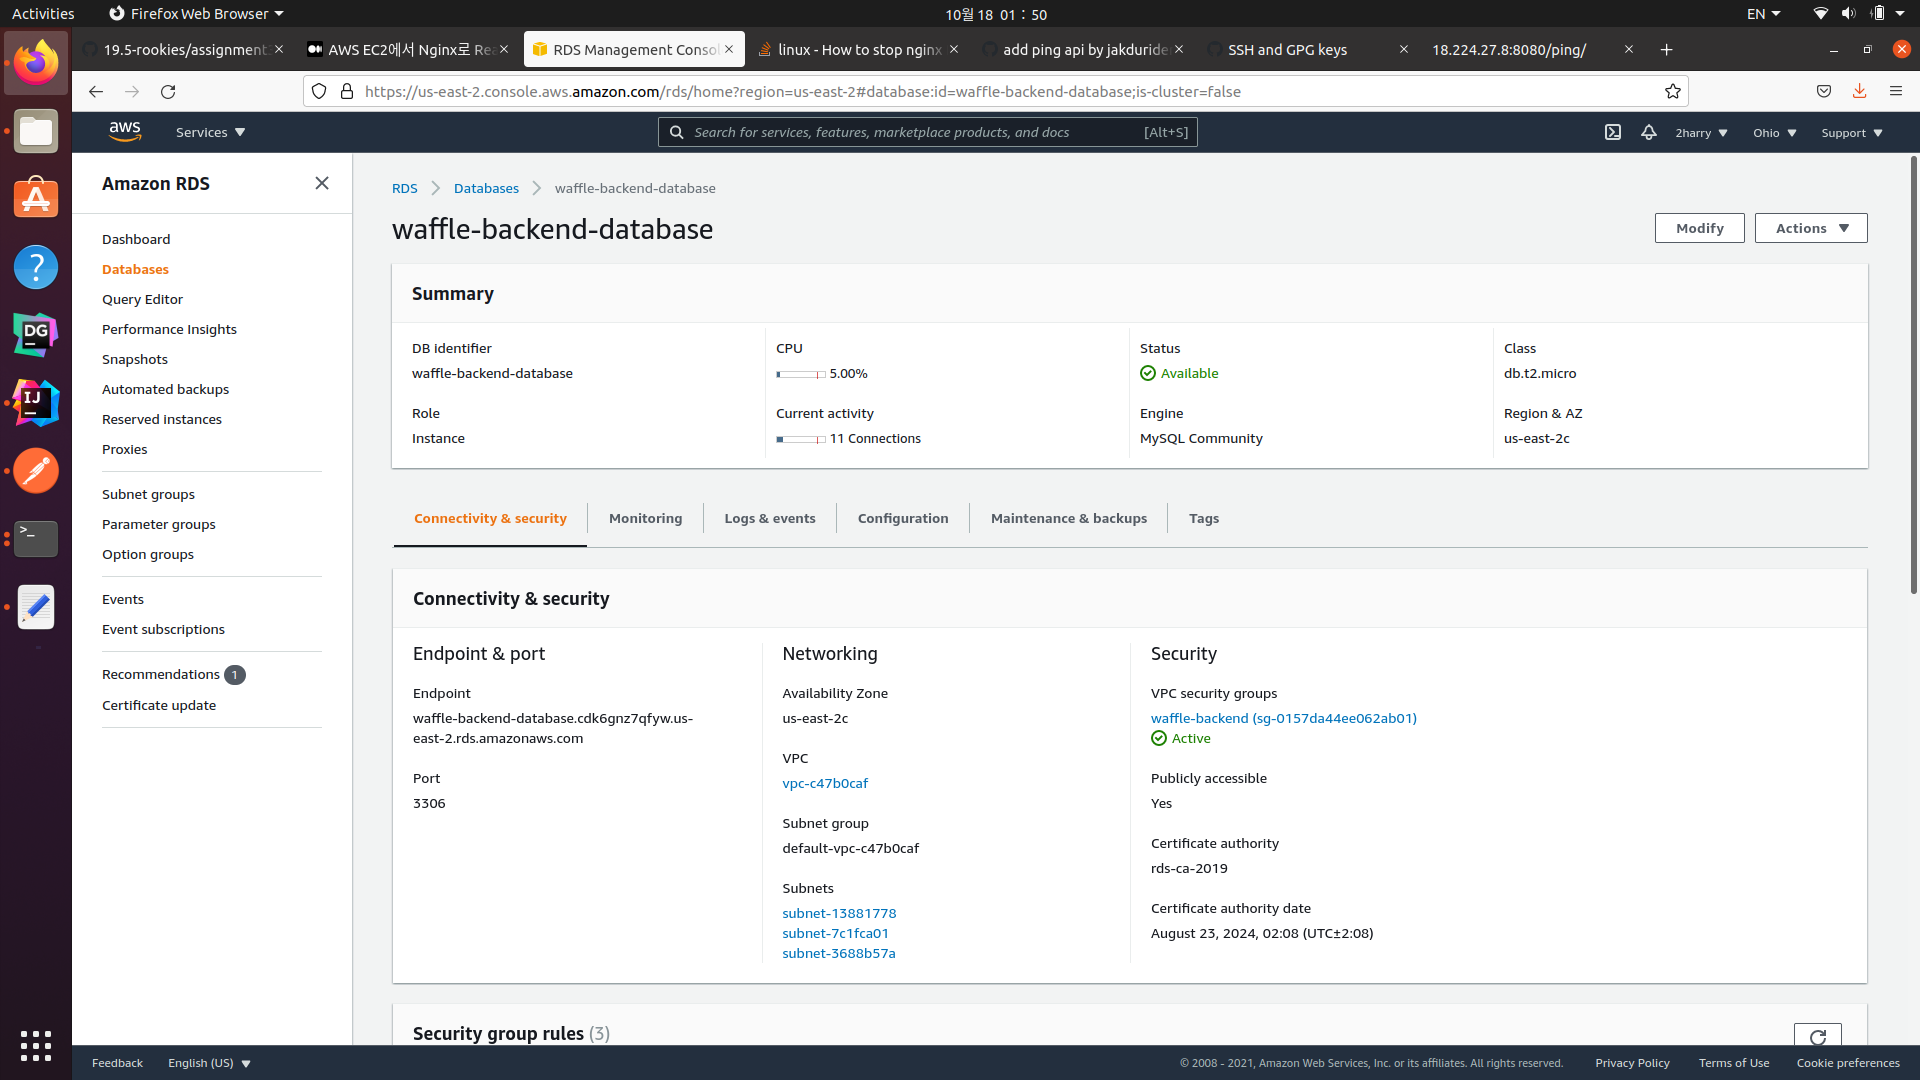 Activities
Firefox Web Browser
10월 18 01 : 50
EN
19.5-rookies/assignment
AWS EC2에서 Nginx로 Rea
RDS Management Consol
linux - How to stop nginx
add ping api by jakduride
SSH and GPG keys
18.224.27.8:8080/ping/
https://us-east-2.console.aws.amazon.com/rds/home?region=us-east-2#database:id=waffle-backend-database;is-cluster=false
aws
Services
Search for services, features, marketplace products, and docs
[Alt+S]
2harry
Ohio
Support
Amazon RDS
Dashboard
Databases
Query Editor
Performance Insights
Snapshots
Automated backups
Reserved instances
Proxies
Subnet groups
Parameter groups
Option groups
Events
Event subscriptions
Recommendations 1
Certificate update
RDS
Databases
waffle-backend-database
waffle-backend-database
Modify
Actions
Summary
DB identifier
waffle-backend-database
CPU
5.00%
Status
Available
Class
db.t2.micro
Role
Instance
Current activity
11 Connections
Engine
MySQL Community
Region & AZ
us-east-2c
Connectivity & security
Monitoring
Logs & events
Configuration
Maintenance & backups
Tags
Connectivity & security
Endpoint & port
Endpoint
waffle-backend-database.cdk6gnz7qfyw.us-
east-2.rds.amazonaws.com
Port
3306
Networking
Availability Zone
us-east-2c
VPC
vpc-c47b0caf
Subnet group
default-vpc-c47b0caf
Subnets
subnet-13881778
subnet-7c1fca01
subnet-3688b57a
Security
VPC security groups
waffle-backend (sg-0157da44ee062ab01)
Active
Publicly accessible
Yes
Certificate authority
rds-ca-2019
Certificate authority date
August 23, 2024, 02:08 (UTC±2:08)
Security group rules (3)
Feedback
English (US)
© 2008 - 2021, Amazon Web Services, Inc. or its affiliates. All rights reserved.
Privacy Policy
Terms of Use
Cookie preferences
DG
IJ
>_